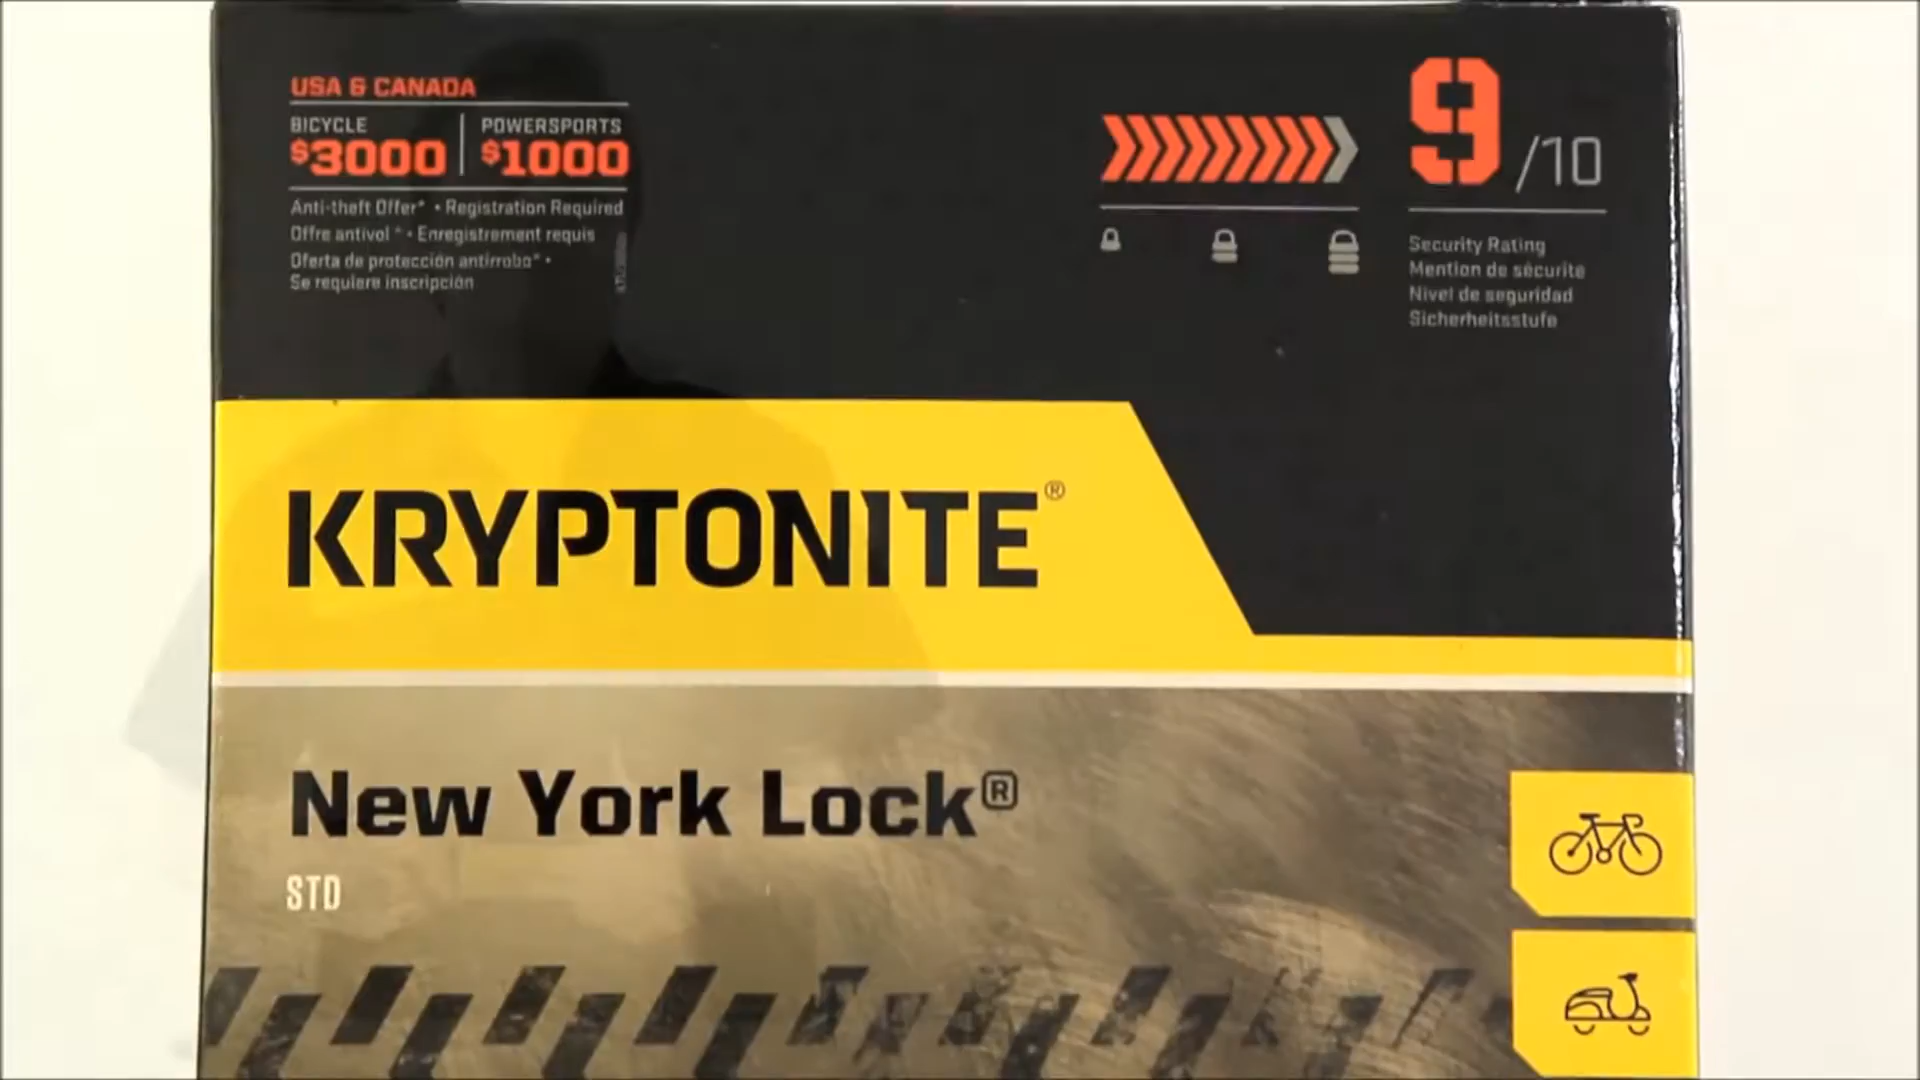 USA & CANADA
BICYCLE
$3000
POWERSPORTS
$1000
Anti-theft Offer* • Registration Required
Offre antivol * • Enregistrement requis
Oferta de protección antirrobo* •
Se requiere inscripción
9/10
Security Rating
Mention de sécurité
Nivel de seguridad
Sicherheitsstufe
KRYPTONITE®
New York Lock®
STD